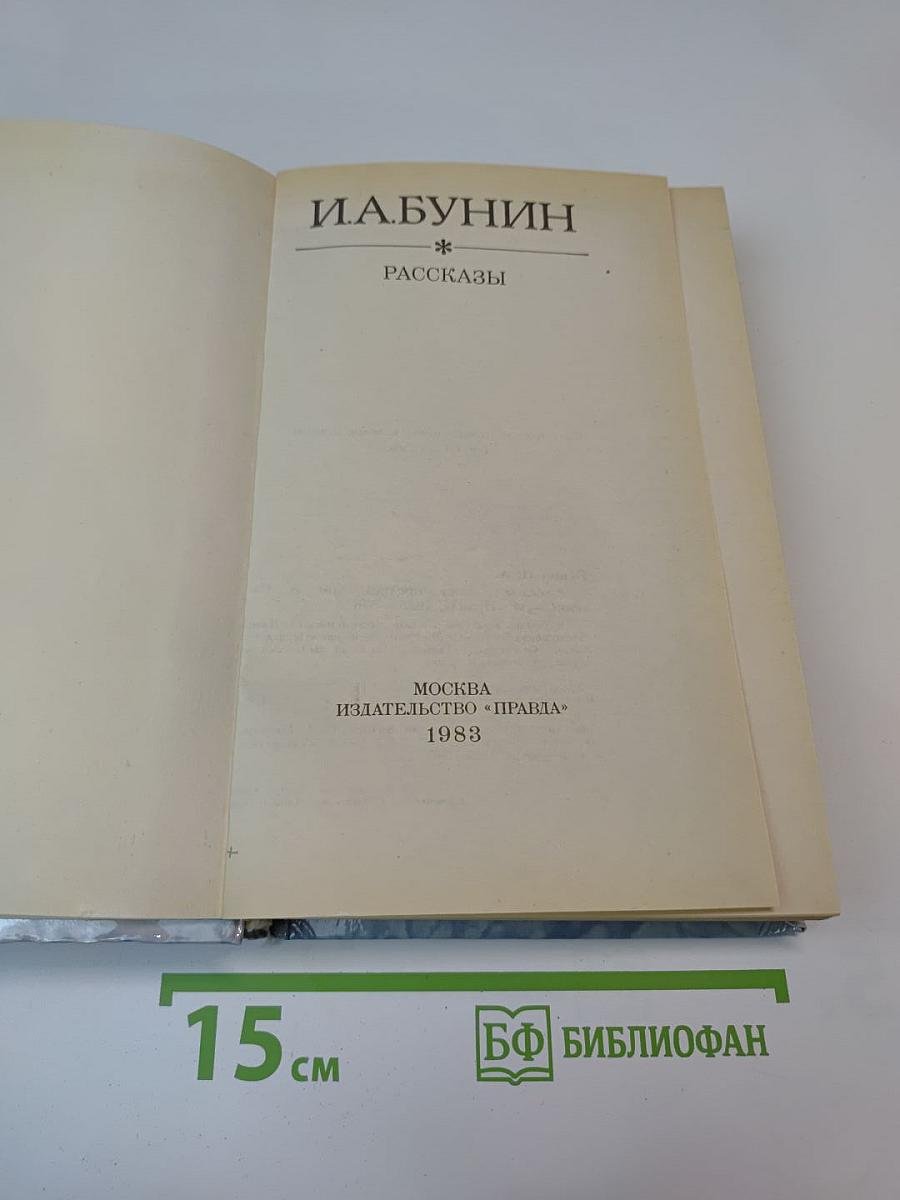 И.А.БУНИН
*
РАССКАЗЫ
МОСКВА
ИЗДАТЕЛЬСТВО «ПРАВДА»
1983
15 см
БФ БИБЛИОФАН